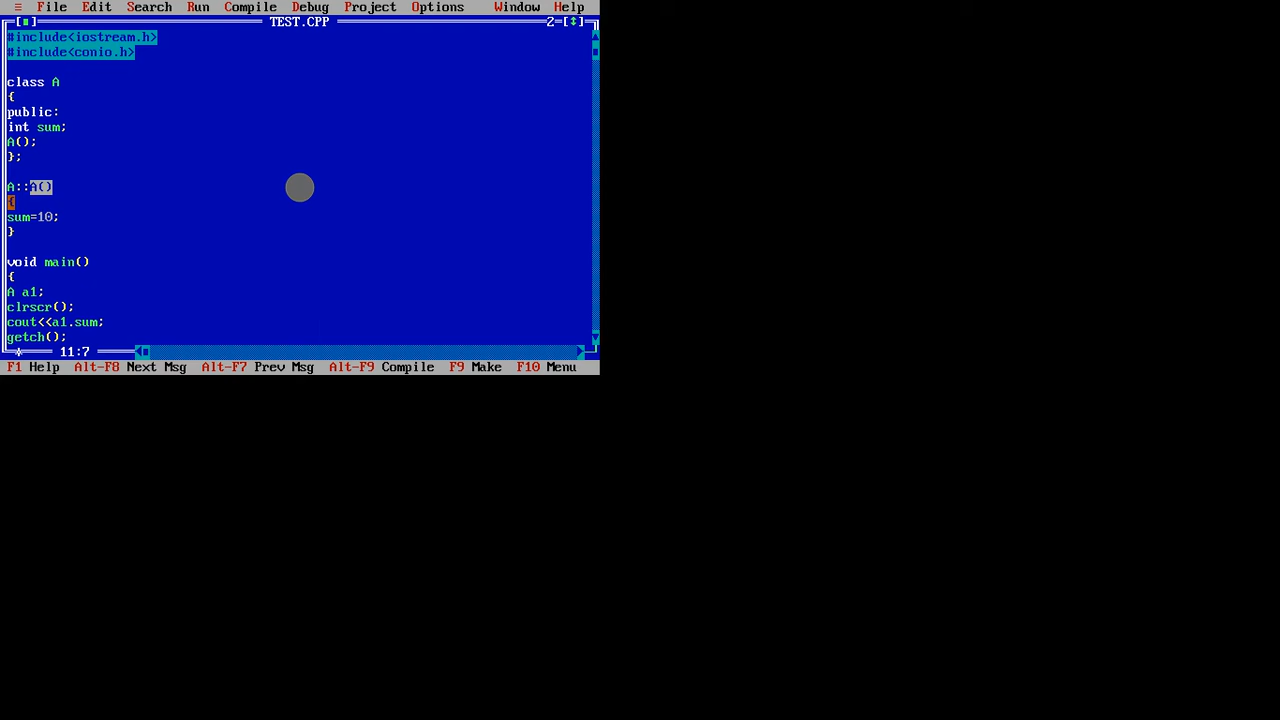 ≡ File Edit Search Run Compile Debug Project Options Window Help
[■] TEST.CPP 2=[↕]
#include<iostream.h>
#include<conio.h>
class A
{
public:
int sum;
A();
};
A::A()
{
sum=10;
}
void main()
{
A a1;
clrscr();
cout<<a1.sum;
getch();
* 11:7
F1 Help Alt-F8 Next Msg Alt-F7 Prev Msg Alt-F9 Compile F9 Make F10 Menu